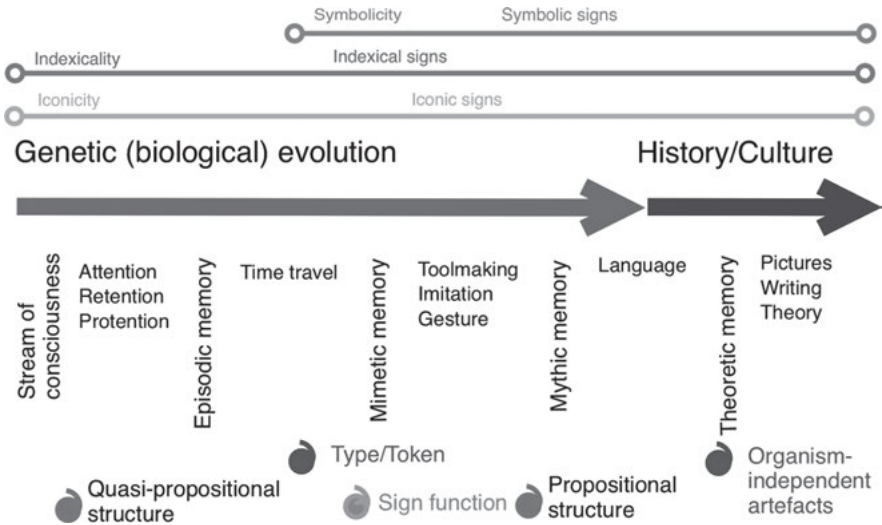 Symbolicity Symbolic signs
Indexicality Indexical signs
Iconicity Iconic signs
Genetic (biological) evolution History/Culture
Stream of
consciousness
Attention
Retention
Protention
Episodic memory
Time travel
Mimetic memory
Toolmaking
Imitation
Gesture
Mythic memory
Language
Theoretic memory
Pictures
Writing
Theory
Quasi-propositional
structure
Type/Token
Sign function
Propositional
structure
Organism-
independent
artefacts